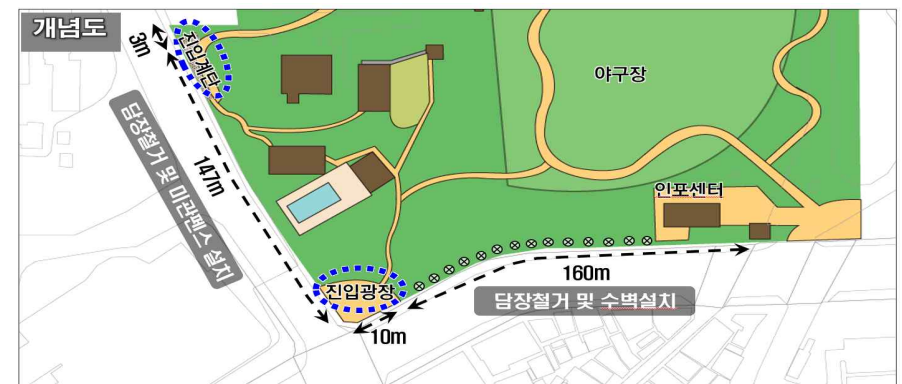 개념도
3m
진입계단
야구장
147m
담장철거 및 미관펜스 설치
인포센터
진입광장
160m
담장철거 및 수벽설치
10m